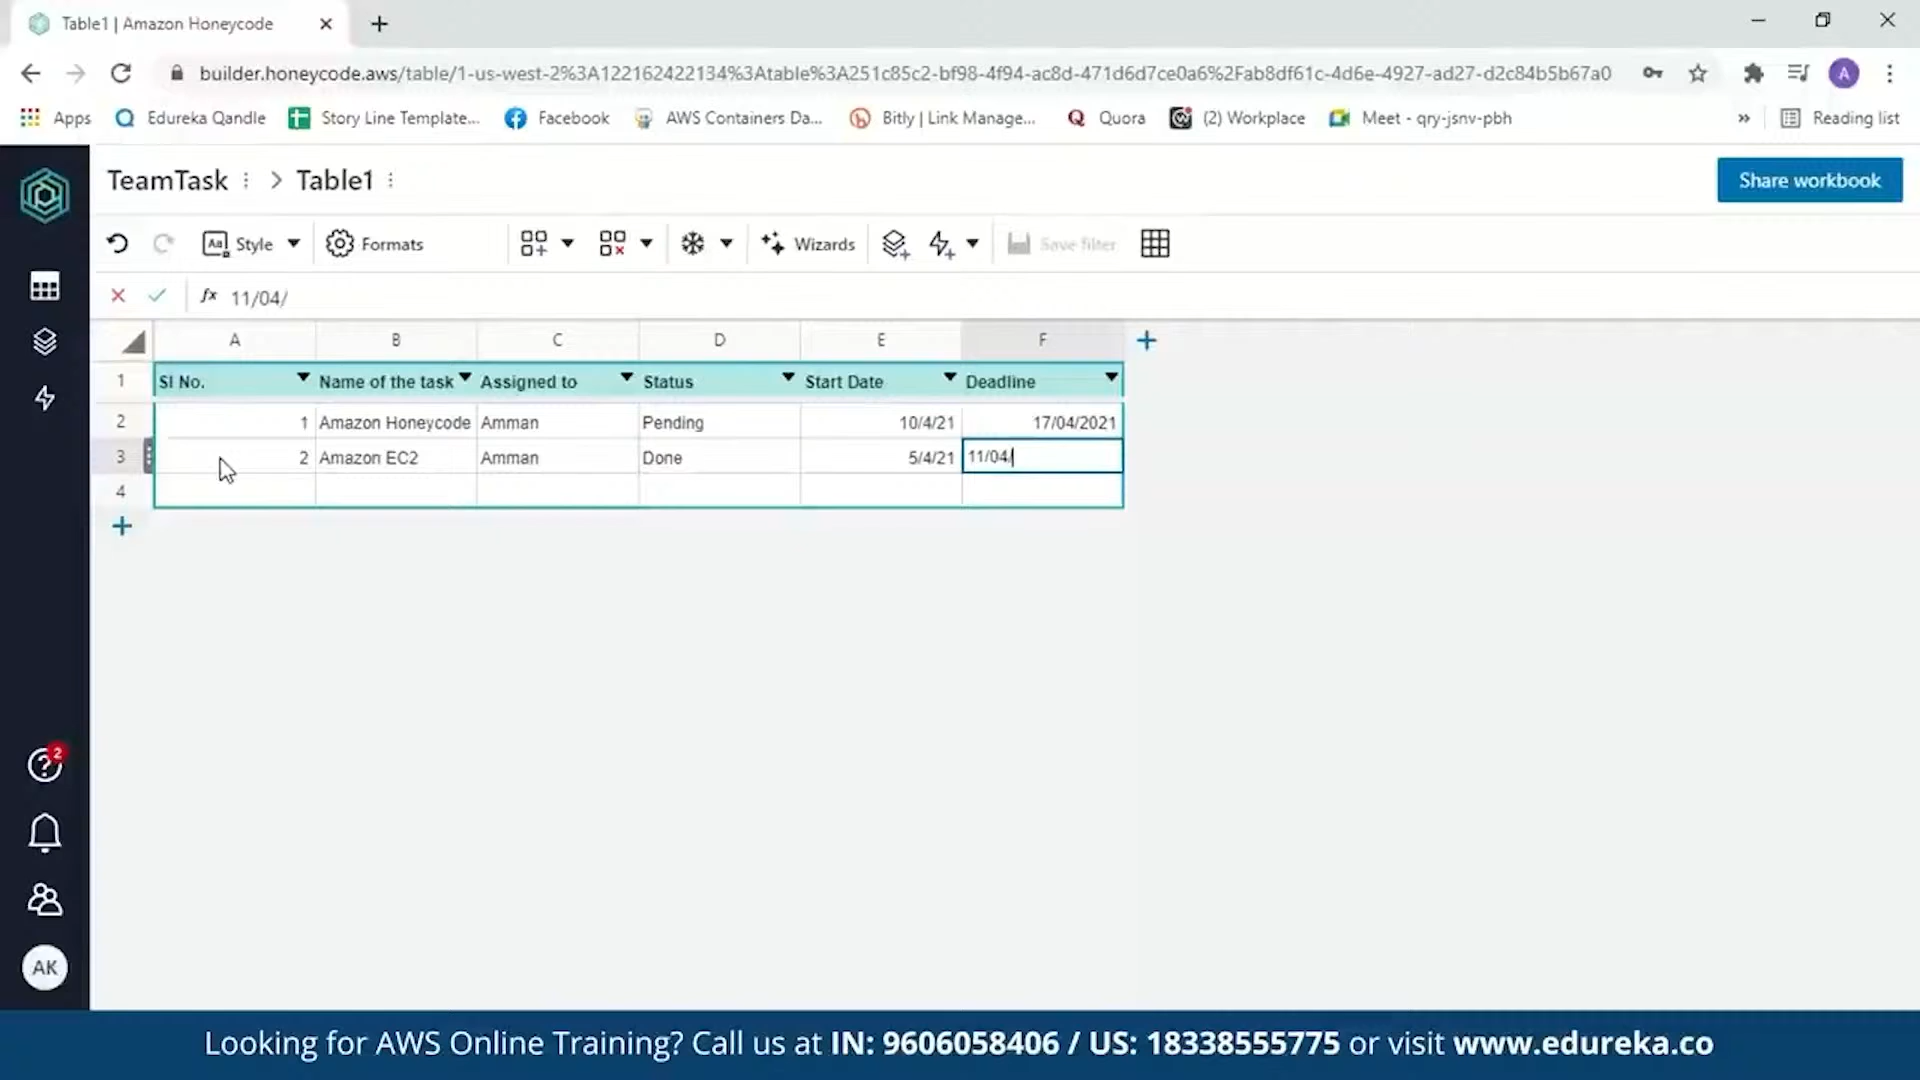 Table1 | Amazon Honeycode
builder.honeycode.aws/table/1-us-west-2%3A122162422134%3Atable%3A251c85c2-bf98-4f94-ac8d-471d6d7ce0a6%2Fab8df61c-4d6e-4927-ad27-d2c84b5b67a0
A
Apps Edureka Qandle Story Line Template... Facebook AWS Containers Da... Bitly | Link Manage... Quora (2) Workplace Meet - qry-jsnv-pbh » Reading list
TeamTask > Table1 Share workbook
Aa Style Formats Wizards Save filter
fx 11/04/
A B C D E F
1 Sl No. Name of the task Assigned to Status Start Date Deadline
2 1 Amazon Honeycode Amman Pending 10/4/21 17/04/2021
3 2 Amazon EC2 Amman Done 5/4/21 11/04/
4
2
AK
Looking for AWS Online Training? Call us at IN: 9606058406 / US: 18338555775 or visit www.edureka.co